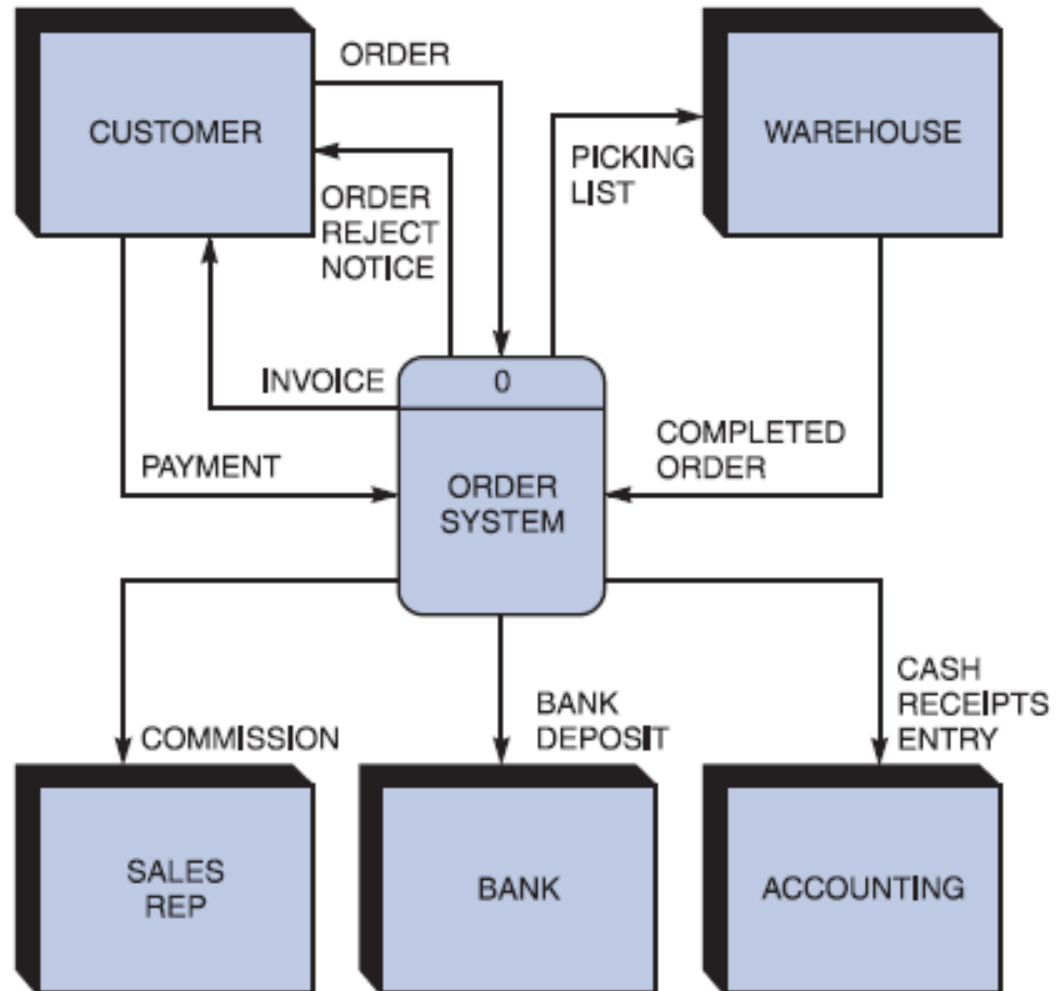 ORDER
CUSTOMER
WAREHOUSE
PICKING
LIST
ORDER
REJECT
NOTICE
INVOICE
0
PAYMENT
COMPLETED
ORDER
ORDER
SYSTEM
COMMISSION
BANK
DEPOSIT
CASH
RECEIPTS
ENTRY
SALES
REP
BANK
ACCOUNTING